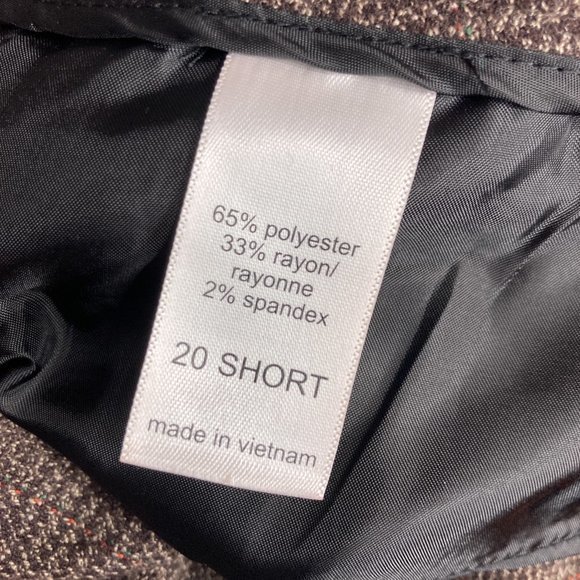 65% polyester
33% rayon/
rayonne
2% spandex
20 SHORT
made in vietnam